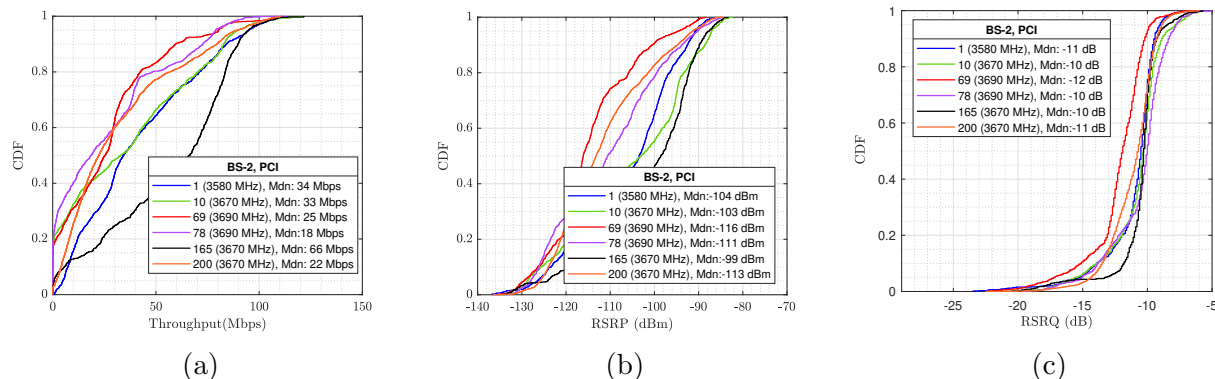 1
0.8
0.6
0.4
0.2
0
CDF
0
50
100
150
Throughput(Mbps)
BS-2, PCI
1 (3580 MHz), Mdn: 34 Mbps
10 (3670 MHz), Mdn: 33 Mbps
69 (3690 MHz), Mdn: 25 Mbps
78 (3690 MHz), Mdn:18 Mbps
165 (3670 MHz), Mdn: 66 Mbps
200 (3670 MHz), Mdn: 22 Mbps
(a)
1
0.8
0.6
0.4
0.2
0
CDF
-140
-120
-100
-80
-70
RSRP (dBm)
BS-2, PCI
1 (3580 MHz), Mdn:-104 dBm
10 (3670 MHz), Mdn:-103 dBm
69 (3690 MHz), Mdn:-116 dBm
78 (3690 MHz), Mdn:-111 dBm
165 (3670 MHz), Mdn:-99 dBm
200 (3670 MHz), Mdn:-113 dBm
(b)
1
0.8
0.6
0.4
0.2
0
CDF
-25
-20
-15
-10
-5
RSRQ (dB)
BS-2, PCI
1 (3580 MHz), Mdn: -11 dB
10 (3670 MHz), Mdn:-10 dB
69 (3690 MHz), Mdn: -12 dB
78 (3690 MHz), Mdn: -10 dB
165 (3670 MHz), Mdn:-10 dB
200 (3670 MHz), Mdn:-11 dB
(c)